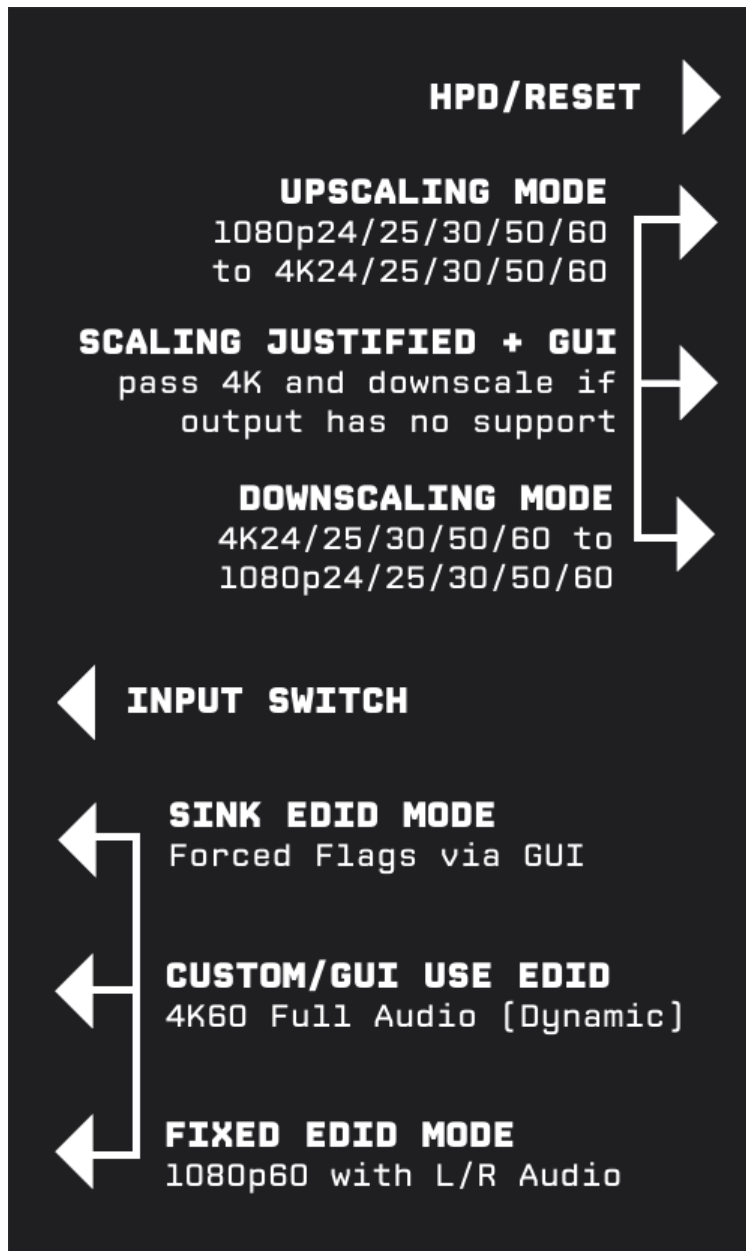 HPD/RESET
UPSCALING MODE
1080p24/25/30/50/60
to 4K24/25/30/50/60
SCALING JUSTIFIED + GUI
pass 4K and downscale if
output has no support
DOWNSCALING MODE
4K24/25/30/50/60 to
1080p24/25/30/50/60
INPUT SWITCH
SINK EDID MODE
Forced Flags via GUI
CUSTOM/GUI USE EDID
4K60 Full Audio (Dynamic)
FIXED EDID MODE
1080p60 with L/R Audio